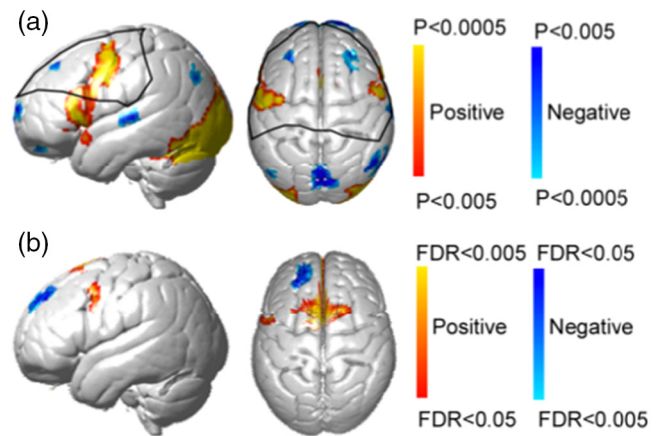 (a)
P<0.0005
P<0.005
Positive
Negative
P<0.005
P<0.0005
(b)
FDR<0.005
FDR<0.05
Positive
Negative
FDR<0.05
FDR<0.005